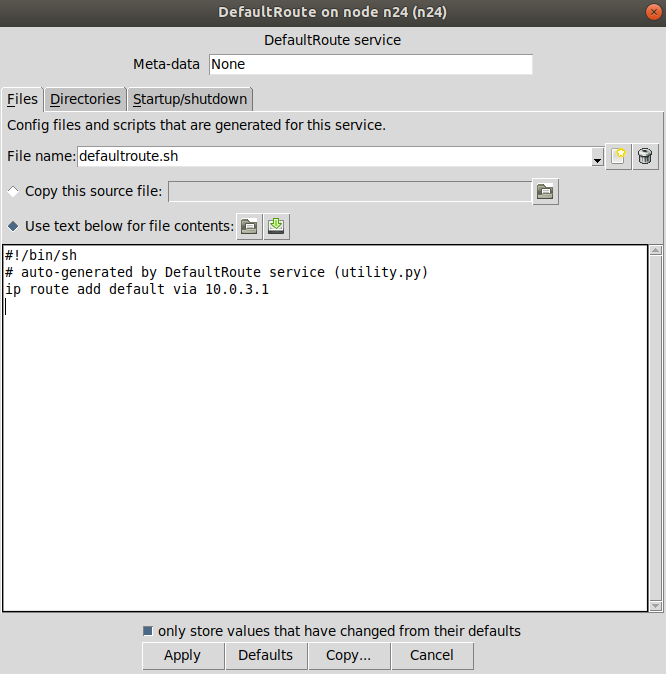 DefaultRoute on node n24 (n24)
DefaultRoute service
Meta-data None
Files Directories Startup/shutdown
Config files and scripts that are generated for this service.
File name: defaultroute.sh
Copy this source file:
Use text below for file contents:
#!/bin/sh
# auto-generated by DefaultRoute service (utility.py)
ip route add default via 10.0.3.1
only store values that have changed from their defaults
Apply Defaults Copy... Cancel